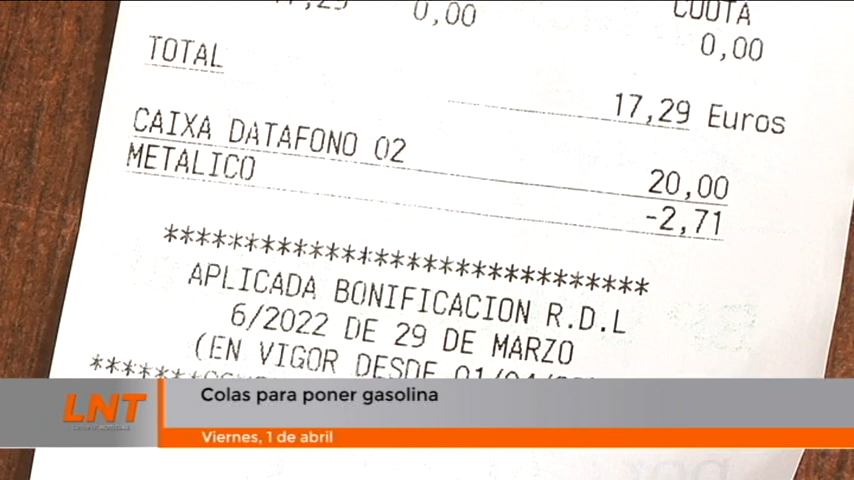 CUOTA
0,00
0,00
TOTAL
17,29 Euros
CAIXA DATAFONO 02
20,00
METALICO
-2,71
*******************************
APLICADA BONIFICACION R.D.L
6/2022 DE 29 DE MARZO
(EN VIGOR DESDE
LNT
Colas para poner gasolina
Viernes, 1 de abril